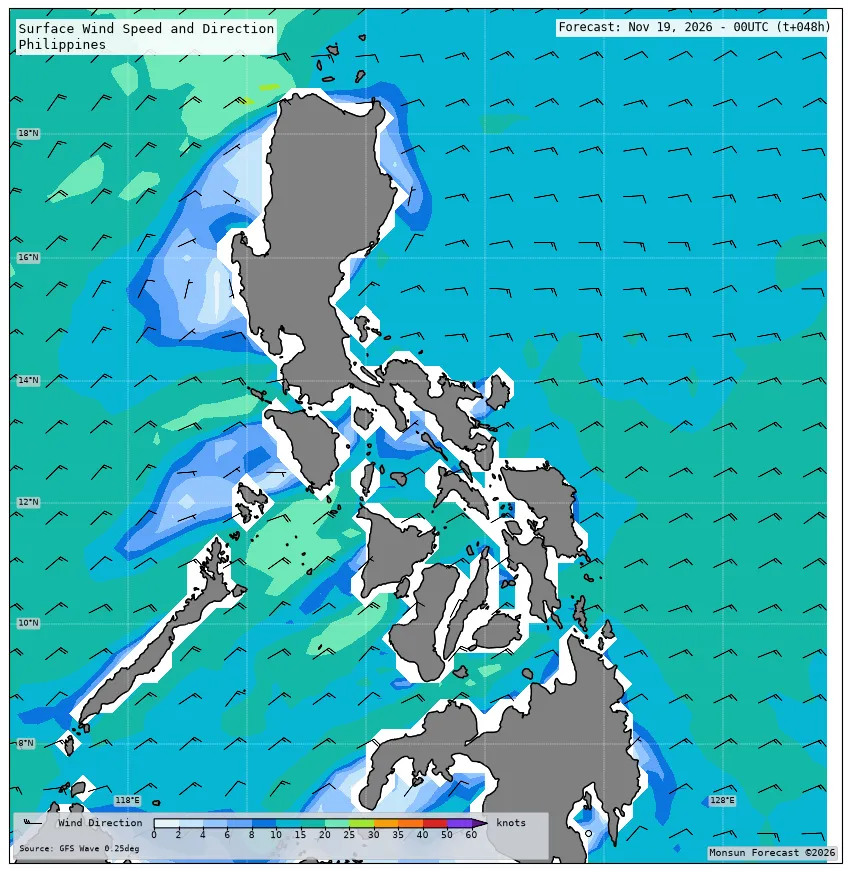 Surface Wind Speed and Direction
Philippines
Forecast: Nov 19, 2026 - 00UTC (t+048h)
18°N
16°N
14°N
12°N
10°N
8°N
118°E
128°E
Wind Direction
0 2 4 6 8 10 15 20 25 30 35 40 50 60
knots
Source: GFS Wave 0.25deg
Monsun Forecast ©2026